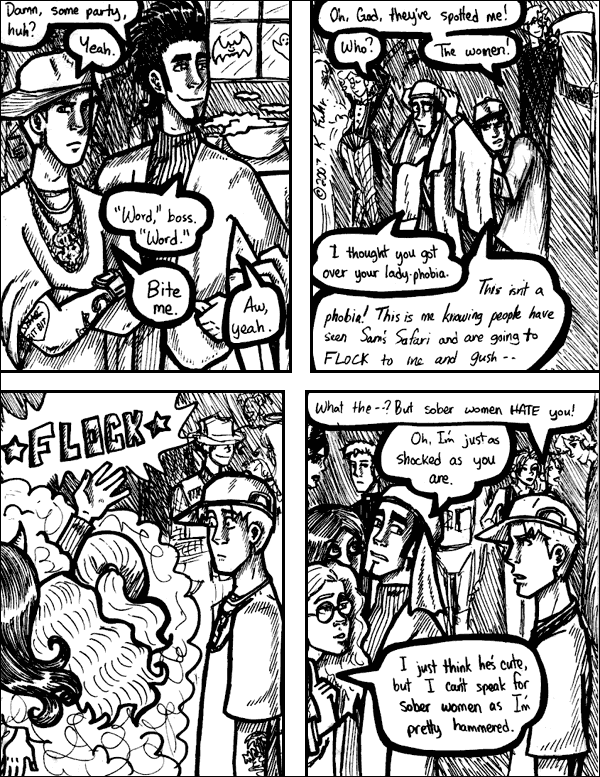 Damn, some party,
huh?
Yeah.
"Word," boss.
"Word."
Bite
me.
Aw,
yeah.
Oh, God, they've spotted me!
Who?
The women!
©2007 K.
I thought you got
over your lady-phobia.
This isn't a
phobia! This is me knowing people have
seen Sam's Safari and are going to
FLOCK to me and gush--
FLOCK
What the--? But sober women HATE you!
Oh, I'm just as
shocked as you
are.
I just think he's cute,
but I can't speak for
sober women as I'm
pretty hammered.